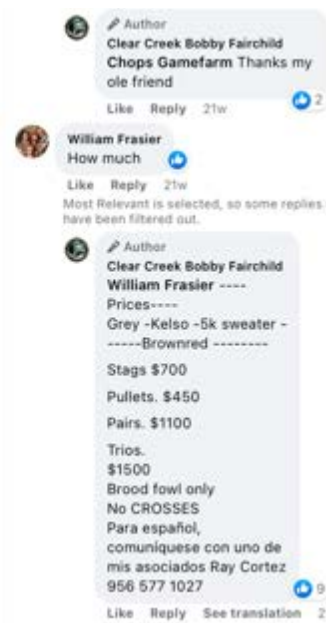 Author
Clear Creek Bobby Fairchild
Chops Gamefarm Thanks my
ole friend
Like Reply 21w
2
William Frasier
How much
Like Reply 21w
Most Relevant is selected, so some replies
have been filtered out.
Author
Clear Creek Bobby Fairchild
William Frasier ----
Prices----
Grey -Kelso -5k sweater -
-----Brownred --------
Stags $700
Pullets. $450
Pairs. $1100
Trios.
$1500
Brood fowl only
No CROSSES
Para español,
comuníquese con uno de
mis asociados Ray Cortez
956 577 1027
9
Like Reply See translation 2